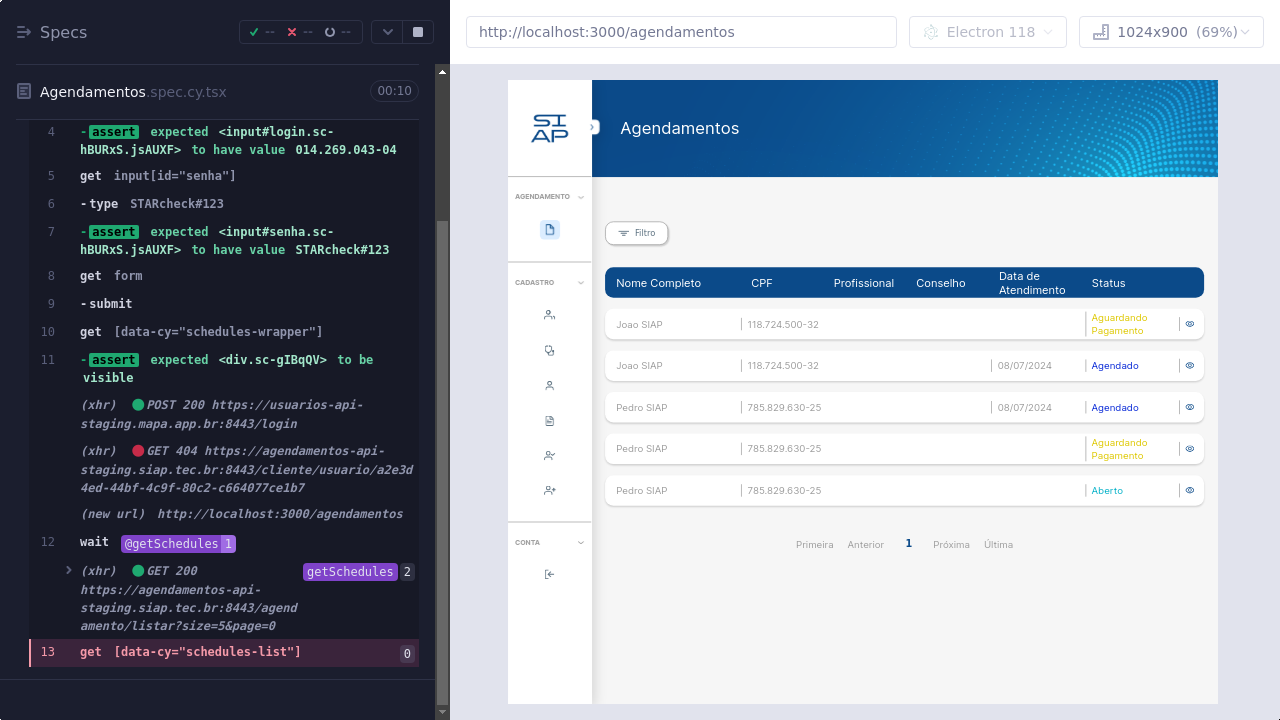 Specs
--
--
--
Agendamentos.spec.cy.tsx
00:10
4 -assert expected <input#login.sc-
hBURxS.jsAUXF> to have value 014.269.043-04
5 get input[id="senha"]
6 -type STARcheck#123
7 -assert expected <input#senha.sc-
hBURxS.jsAUXF> to have value STARcheck#123
8 get form
9 -submit
10 get [data-cy="schedules-wrapper"]
11 -assert expected <div.sc-gIBqQV> to be
visible
(xhr) POST 200 https://usuarios-api-
staging.mapa.app.br:8443/login
(xhr) GET 404 https://agendamentos-api-
staging.siap.tec.br:8443/cliente/usuario/a2e3d
4ed-44bf-4c9f-80c2-c664077ce1b7
(new url) http://localhost:3000/agendamentos
12 wait @getSchedules 1
(xhr) GET 200 getSchedules 2
https://agendamentos-api-
staging.siap.tec.br:8443/agend
amento/listar?size=5&page=0
13 get [data-cy="schedules-list"] 0
http://localhost:3000/agendamentos
Electron 118
1024x900 (69%)
SIAP
Agendamentos
AGENDAMENTO
CADASTRO
CONTA
Filtro
Nome Completo CPF Profissional Conselho Data de Atendimento Status
Joao SIAP 118.724.500-32 Aguardando Pagamento
Joao SIAP 118.724.500-32 08/07/2024 Agendado
Pedro SIAP 785.829.630-25 08/07/2024 Agendado
Pedro SIAP 785.829.630-25 Aguardando Pagamento
Pedro SIAP 785.829.630-25 Aberto
Primeira Anterior 1 Próxima Última